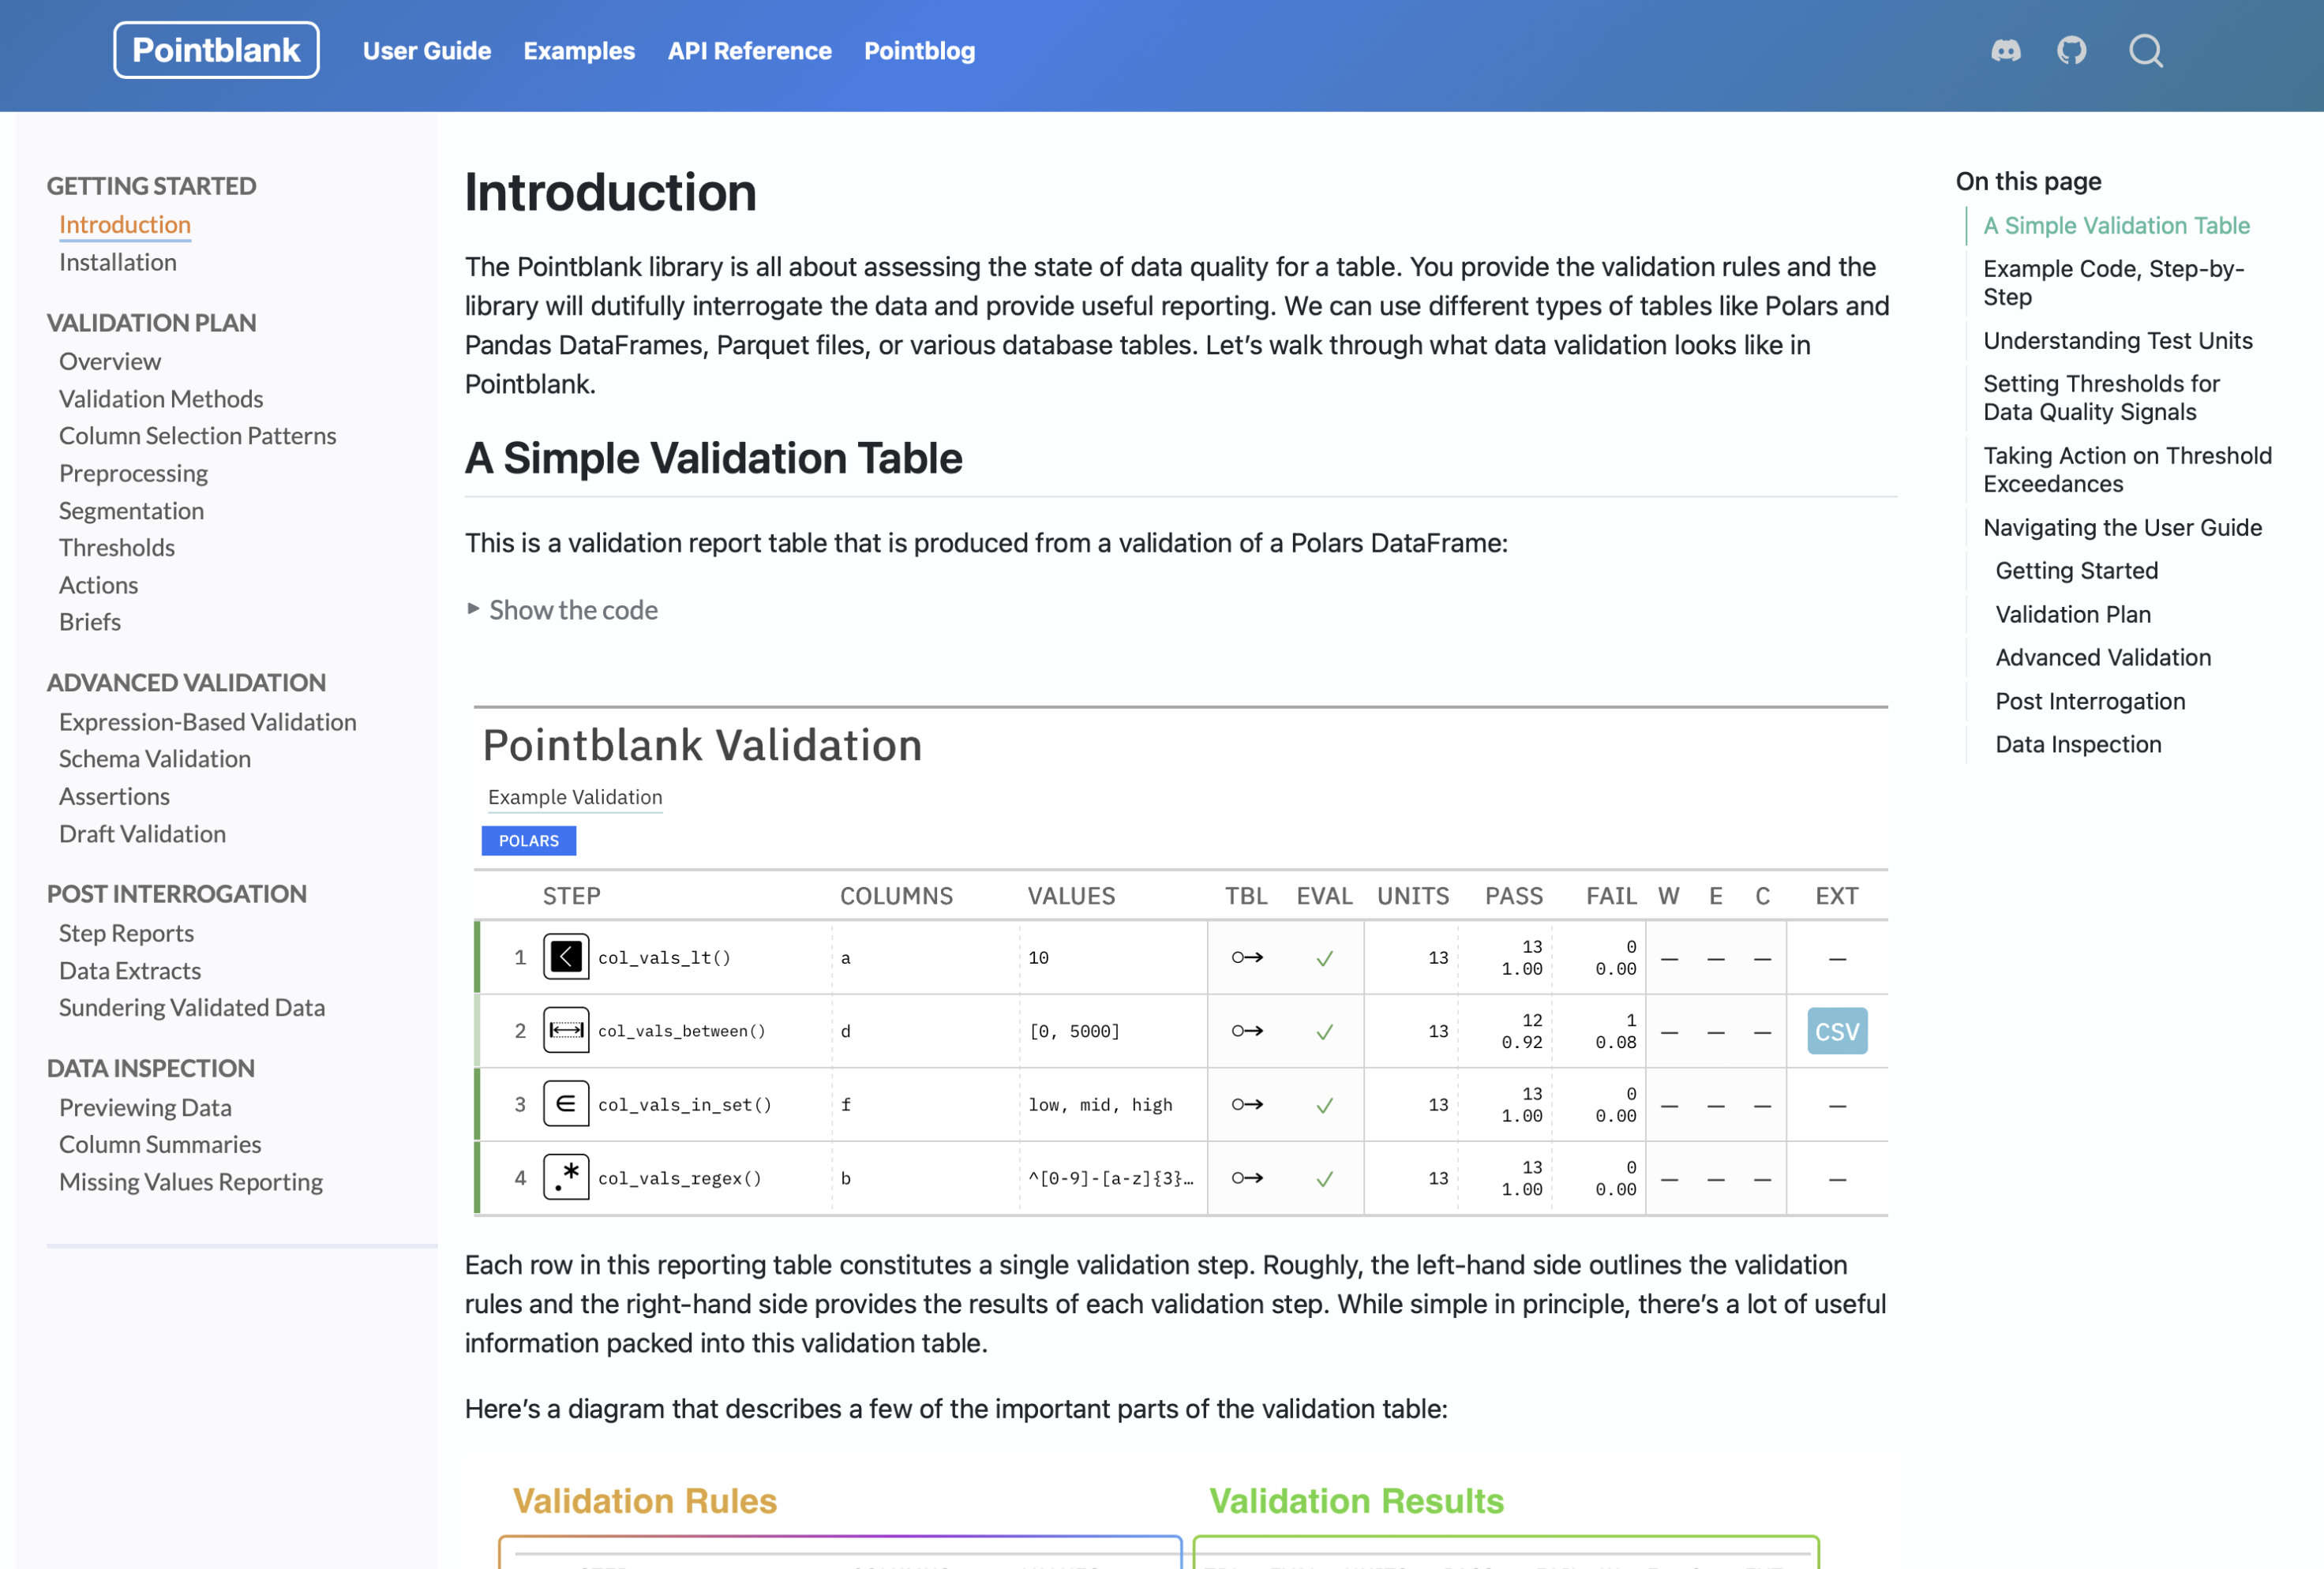 Pointblank
User Guide
Examples
API Reference
Pointblog
GETTING STARTED
Introduction
Installation
VALIDATION PLAN
Overview
Validation Methods
Column Selection Patterns
Preprocessing
Segmentation
Thresholds
Actions
Briefs
ADVANCED VALIDATION
Expression-Based Validation
Schema Validation
Assertions
Draft Validation
POST INTERROGATION
Step Reports
Data Extracts
Sundering Validated Data
DATA INSPECTION
Previewing Data
Column Summaries
Missing Values Reporting
Introduction
The Pointblank library is all about assessing the state of data quality for a table. You provide the validation rules and the
library will dutifully interrogate the data and provide useful reporting. We can use different types of tables like Polars and
Pandas DataFrames, Parquet files, or various database tables. Let’s walk through what data validation looks like in
Pointblank.
A Simple Validation Table
This is a validation report table that is produced from a validation of a Polars DataFrame:
Show the code
Pointblank Validation
Example Validation
POLARS
STEP COLUMNS VALUES TBL EVAL UNITS PASS FAIL W E C EXT
1 col_vals_lt() a 10 ✓ 13 13 0 — — — —
1.00 0.00
2 col_vals_between() d [0, 5000] ✓ 13 12 1 — — — CSV
0.92 0.08
3 ∈ col_vals_in_set() f low, mid, high ✓ 13 13 0 — — — —
1.00 0.00
4 .* col_vals_regex() b ^[0-9]-[a-z]{3}… ✓ 13 13 0 — — — —
1.00 0.00
Each row in this reporting table constitutes a single validation step. Roughly, the left-hand side outlines the validation
rules and the right-hand side provides the results of each validation step. While simple in principle, there’s a lot of useful
information packed into this validation table.
Here’s a diagram that describes a few of the important parts of the validation table:
Validation Rules
Validation Results
On this page
A Simple Validation Table
Example Code, Step-by-
Step
Understanding Test Units
Setting Thresholds for
Data Quality Signals
Taking Action on Threshold
Exceedances
Navigating the User Guide
Getting Started
Validation Plan
Advanced Validation
Post Interrogation
Data Inspection